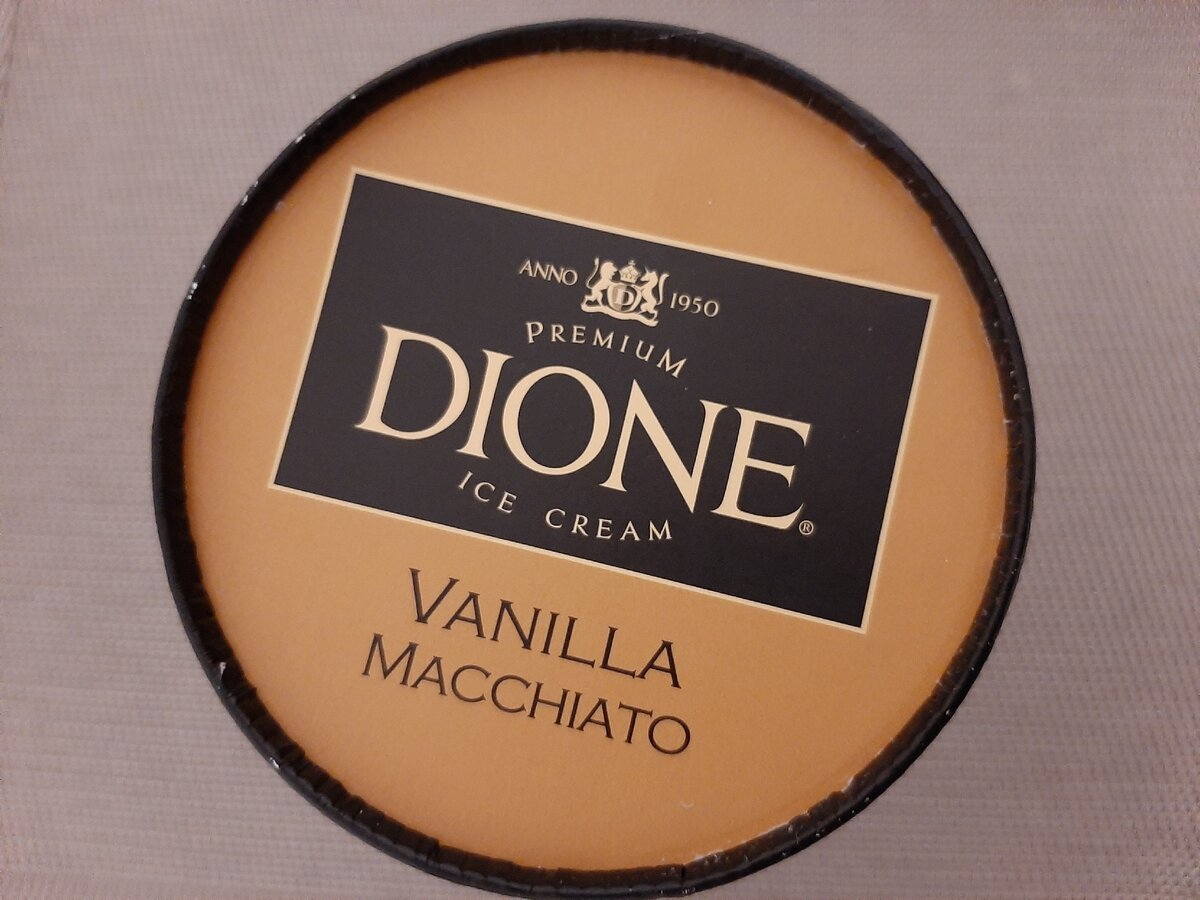 ANNO D 1950
PREMIUM
DIONE®
ICE CREAM
VANILLA
MACCHIATO